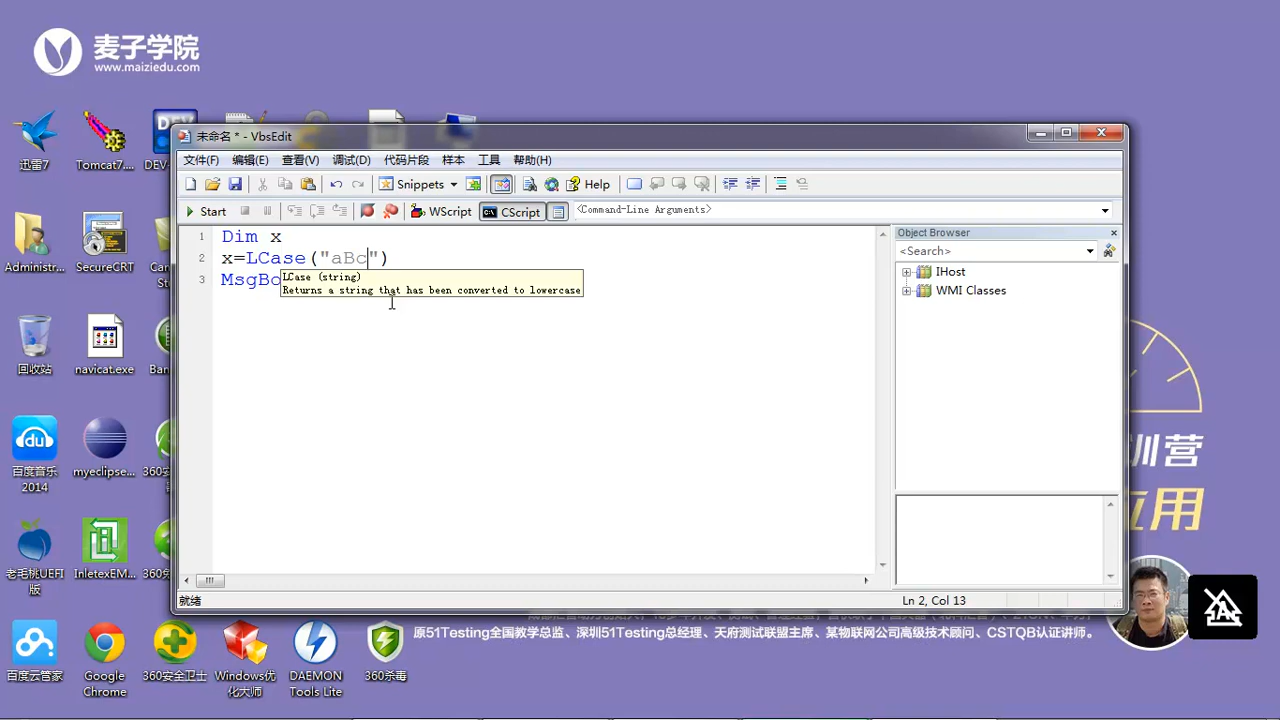 麦子学院
www.maiziedu.com
迅雷7
Tomcat7...
DEV
DEV-
未命名 * - VbsEdit
文件(F) 编辑(E) 查看(V) 调试(D) 代码片段 样本 工具 帮助(H)
Snippets Help
Start WScript CScript <Command-Line Arguments>
1 Dim x
2 x=LCase("aBc")
3 MsgBo
LCase (string)
Returns a string that has been converted to lowercase
Object Browser
<Search>
IHost
WMI Classes
就绪 Ln 2, Col 13
Administr...
SecureCRT
回收站
navicat.exe
du
百度音乐
2014
myeclipse...
老毛桃UEFI
版
InletexEM...
训营
应用
原51Testing全国教学总监、深圳51Testing总经理、天府测试联盟主席、某物联网公司高级技术顾问、CSTQB认证讲师。
百度云管家
Google
Chrome
360安全卫士
Windows优
化大师
DAEMON
Tools Lite
360杀毒